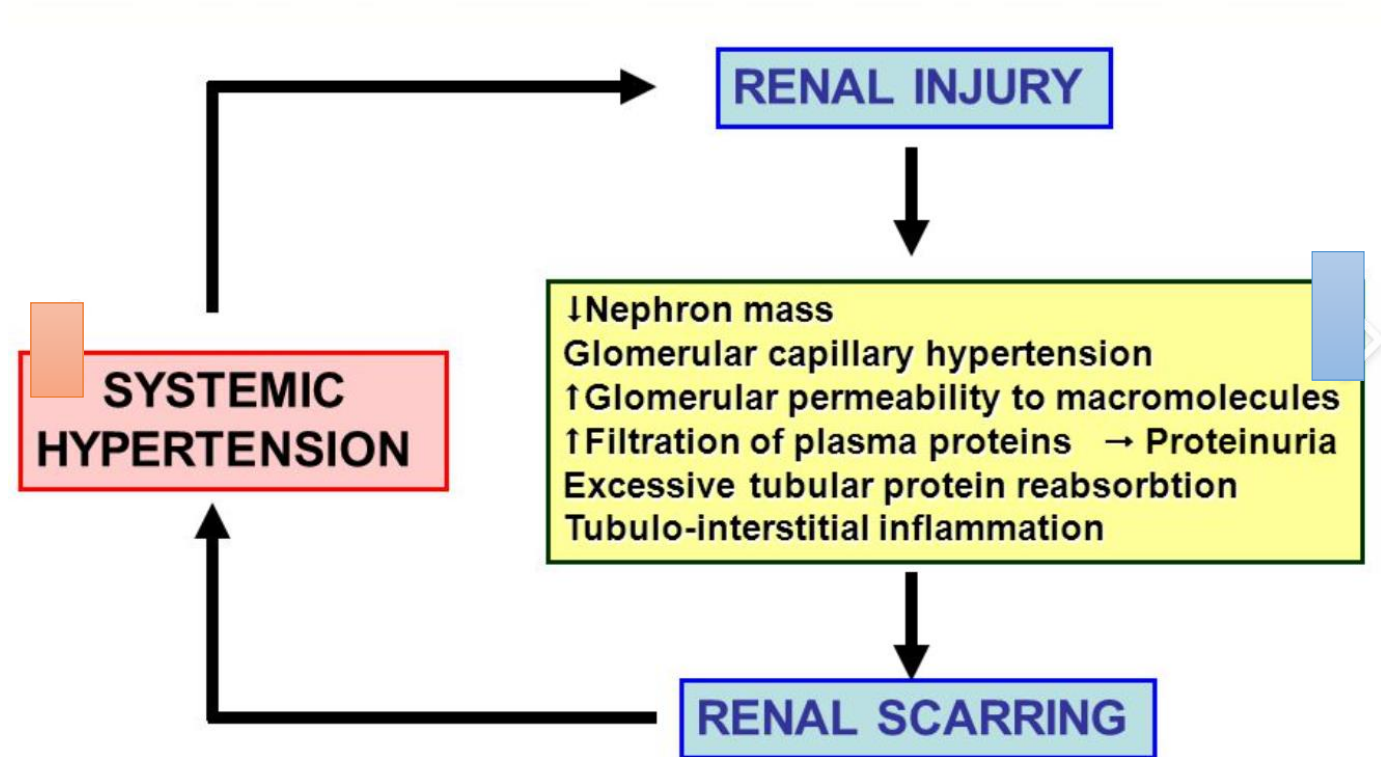 RENAL INJURY
↓Nephron mass
Glomerular capillary hypertension
↑Glomerular permeability to macromolecules
↑Filtration of plasma proteins → Proteinuria
Excessive tubular protein reabsorbtion
Tubulo-interstitial inflammation
SYSTEMIC
HYPERTENSION
RENAL SCARRING